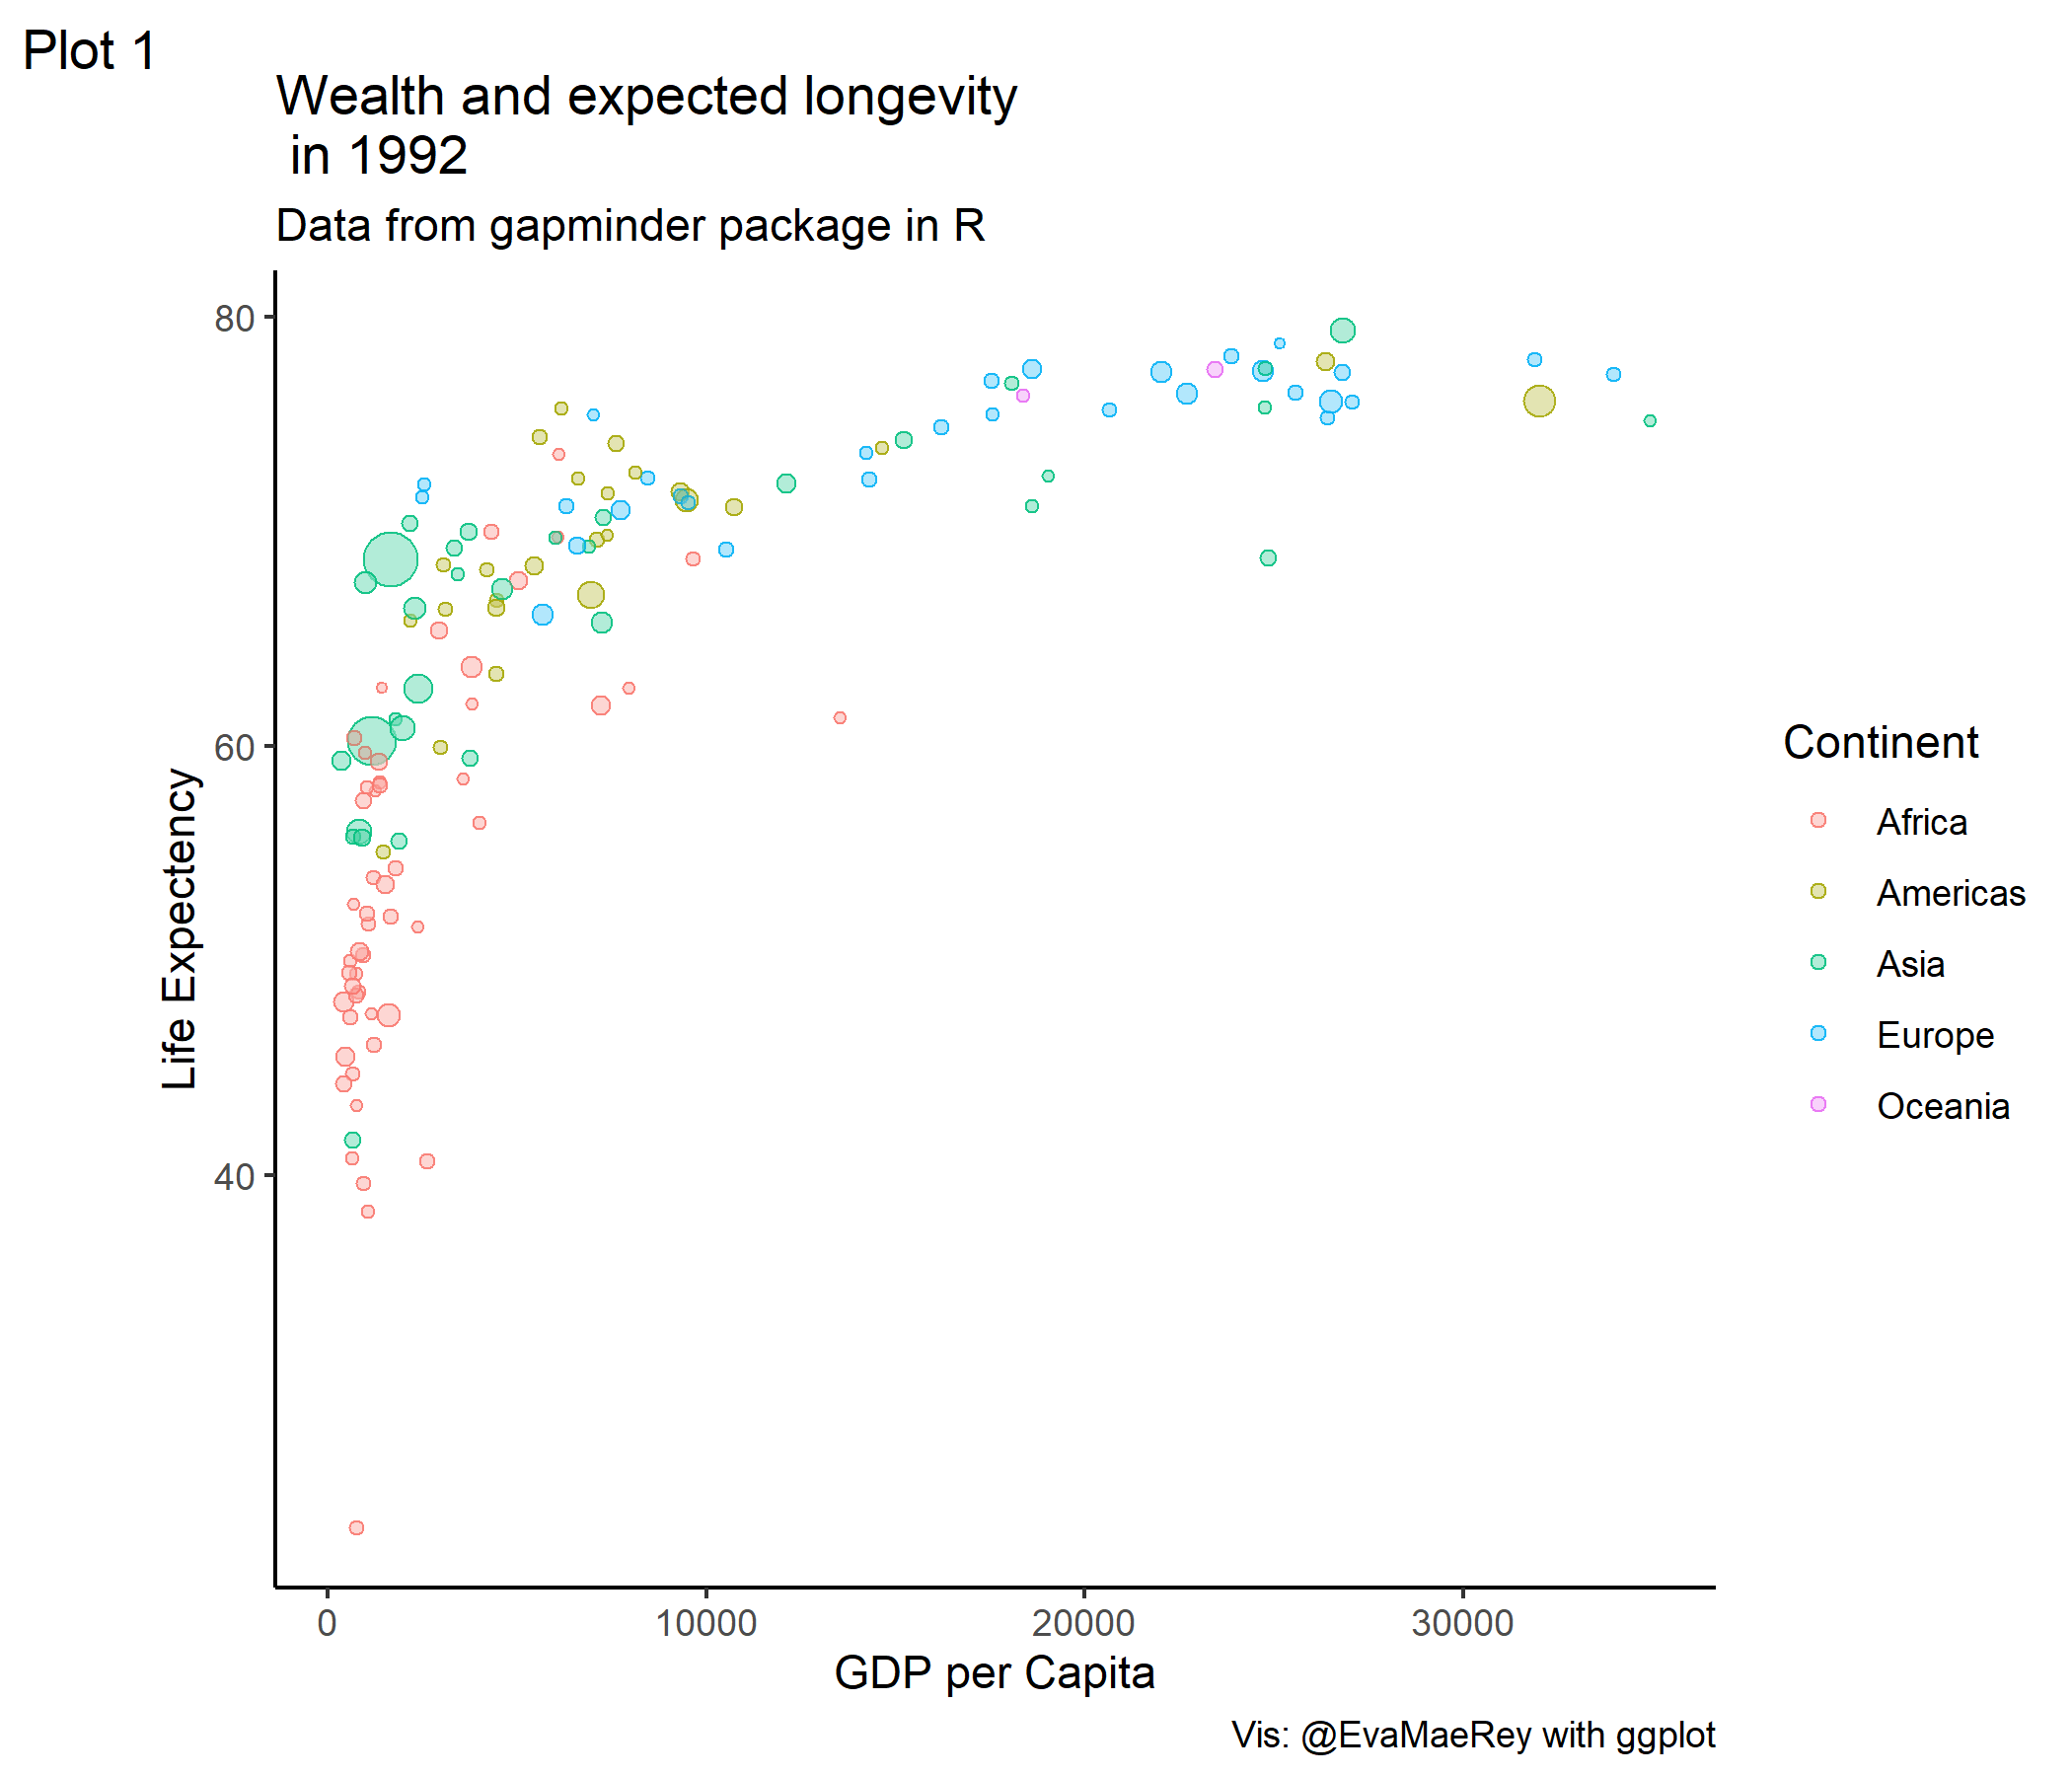 Plot 1
Wealth and expected longevity
in 1992
Data from gapminder package in R
80
60
40
Life Expectency
0
10000
20000
30000
GDP per Capita
Continent
Africa
Americas
Asia
Europe
Oceania
Vis: @EvaMaeRey with ggplot